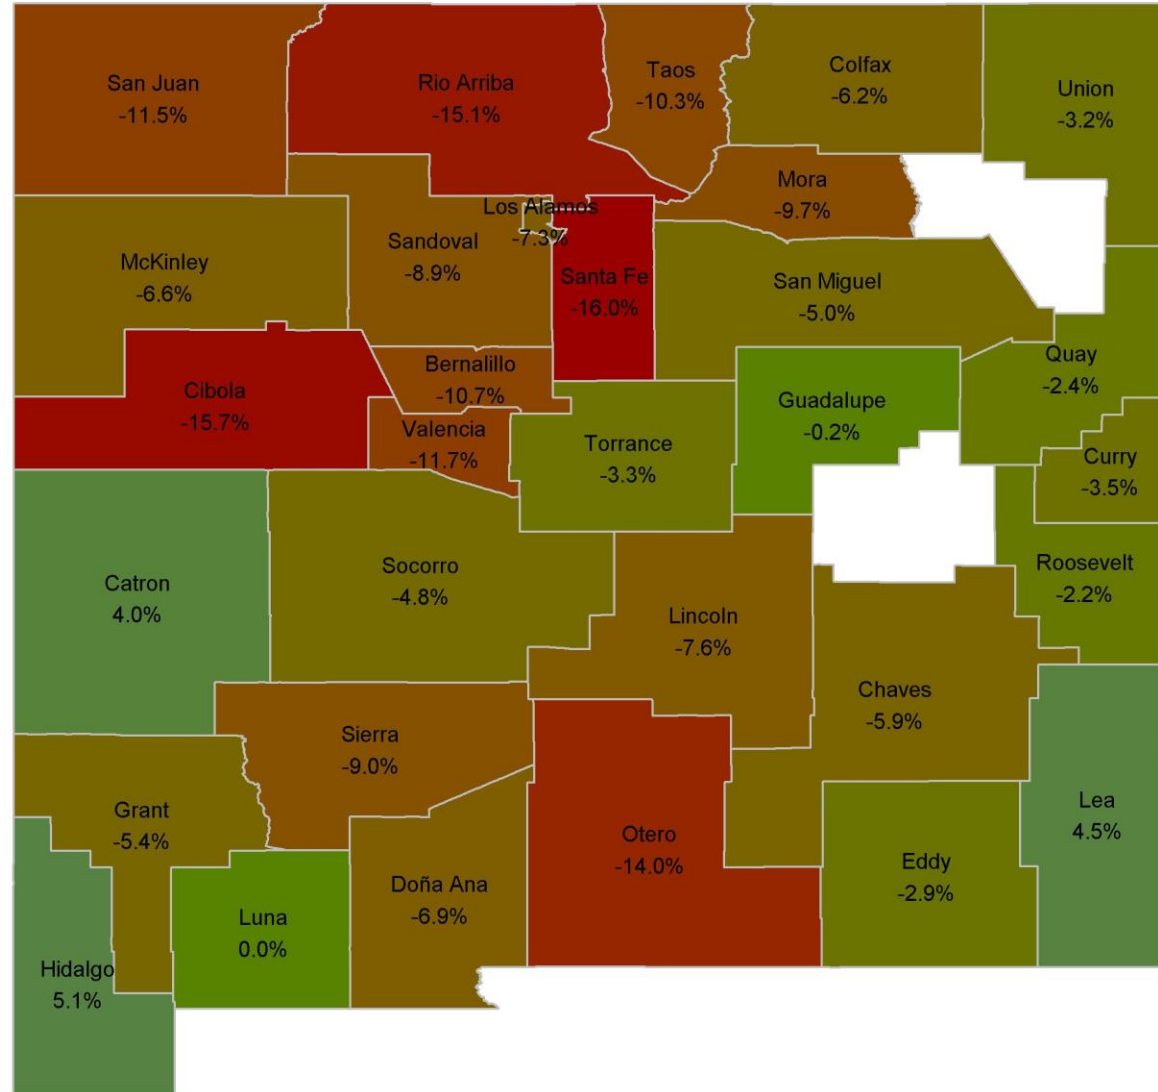 San Juan
-11.5%
Rio Arriba
-15.1%
Taos
-10.3%
Colfax
-6.2%
Union
-3.2%
Mora
-9.7%
Los Alamos
-7.3%
Sandoval
-8.9%
McKinley
-6.6%
Santa Fe
-16.0%
San Miguel
-5.0%
Quay
-2.4%
Bernalillo
-10.7%
Cibola
-15.7%
Guadalupe
-0.2%
Valencia
-11.7%
Torrance
-3.3%
Curry
-3.5%
Catron
4.0%
Socorro
-4.8%
Roosevelt
-2.2%
Lincoln
-7.6%
Chaves
-5.9%
Sierra
-9.0%
Grant
-5.4%
Otero
-14.0%
Lea
4.5%
Eddy
-2.9%
Doña Ana
-6.9%
Luna
0.0%
Hidalgo
5.1%